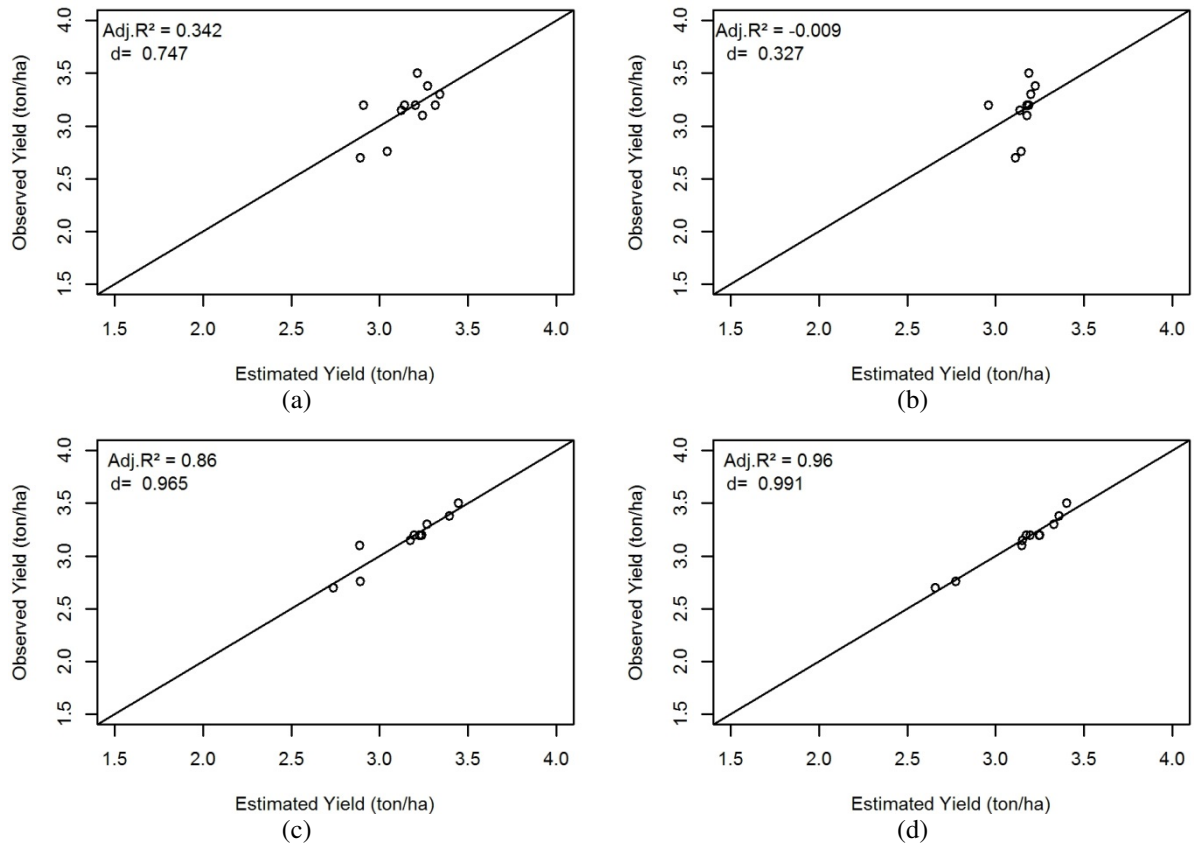 Adj.R² = 0.342
d= 0.747
Observed Yield (ton/ha)
4.0
3.5
3.0
2.5
2.0
1.5
1.5 2.0 2.5 3.0 3.5 4.0
Estimated Yield (ton/ha)
(a)
Adj.R² = -0.009
d= 0.327
Observed Yield (ton/ha)
4.0
3.5
3.0
2.5
2.0
1.5
1.5 2.0 2.5 3.0 3.5 4.0
Estimated Yield (ton/ha)
(b)
Adj.R² = 0.86
d= 0.965
Observed Yield (ton/ha)
4.0
3.5
3.0
2.5
2.0
1.5
1.5 2.0 2.5 3.0 3.5 4.0
Estimated Yield (ton/ha)
(c)
Adj.R² = 0.96
d= 0.991
Observed Yield (ton/ha)
4.0
3.5
3.0
2.5
2.0
1.5
1.5 2.0 2.5 3.0 3.5 4.0
Estimated Yield (ton/ha)
(d)